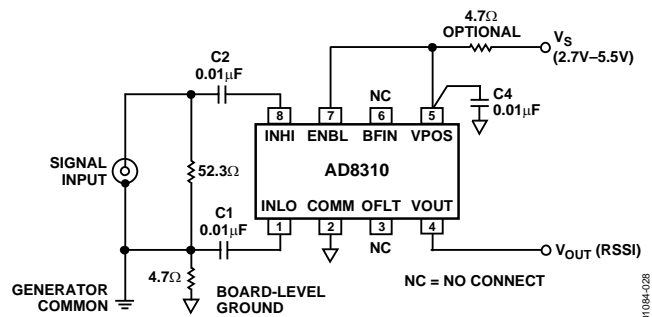 4.7Ω
OPTIONAL
VS
(2.7V–5.5V)
C2
0.01μF
NC
C4
0.01μF
8
7
6
5
INHI
ENBL
BFIN
VPOS
SIGNAL
INPUT
52.3Ω
AD8310
C1
0.01μF
INLO
COMM
OFLT
VOUT
1
2
3
4
NC
VOUT (RSSI)
4.7Ω
NC = NO CONNECT
GENERATOR
COMMON
BOARD-LEVEL
GROUND
01084-028